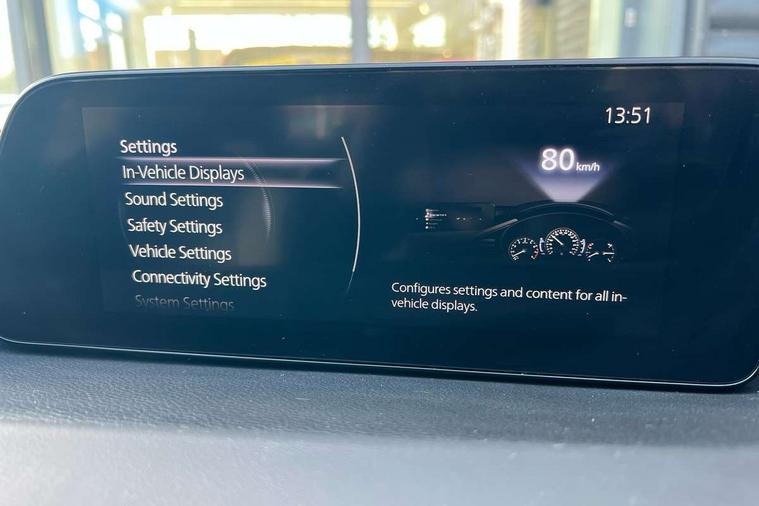 13:51
Settings
In-Vehicle Displays
Sound Settings
Safety Settings
Vehicle Settings
Connectivity Settings
System Settings
80 km/h
Configures settings and content for all in-
vehicle displays.